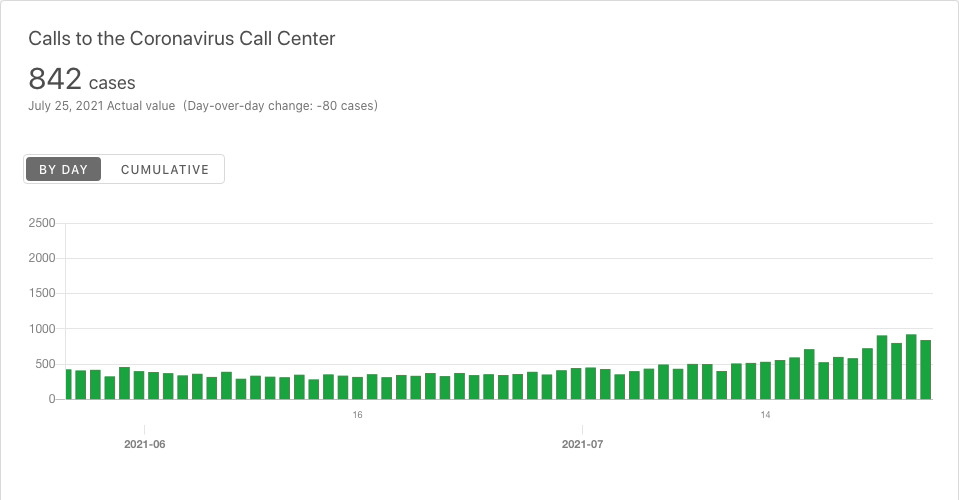 Calls to the Coronavirus Call Center
842 cases
July 25, 2021 Actual value (Day-over-day change: -80 cases)
BY DAY CUMULATIVE
2500
2000
1500
1000
500
0
16 14
2021-06 2021-07